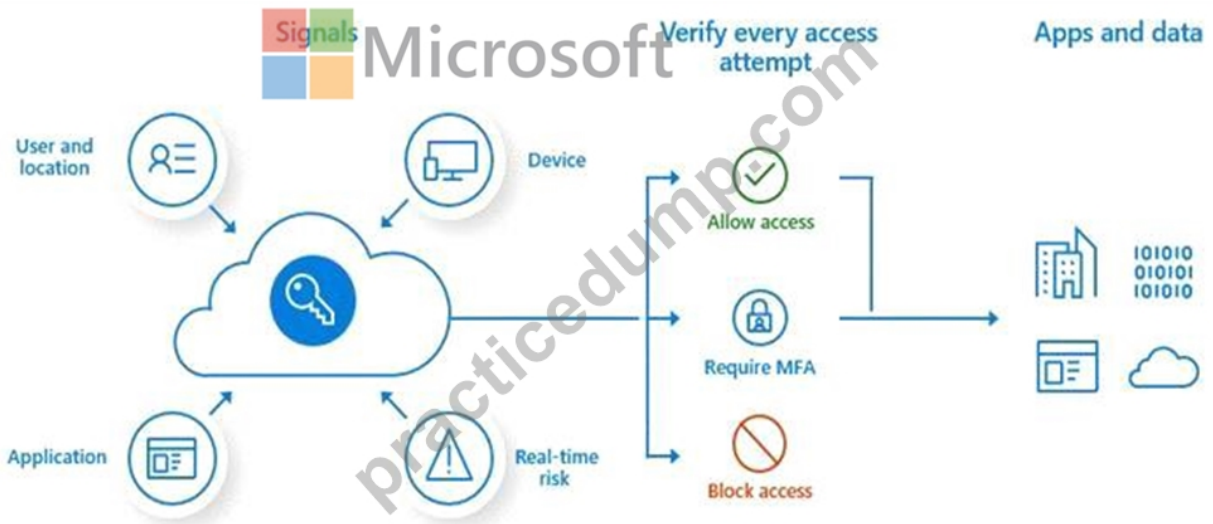 Signals
Microsoft
Verify every access
attempt
Apps and data
User and
location
Device
Allow access
101010
010101
101010
Require MFA
Application
Real-time
risk
Block access
practicedump.com